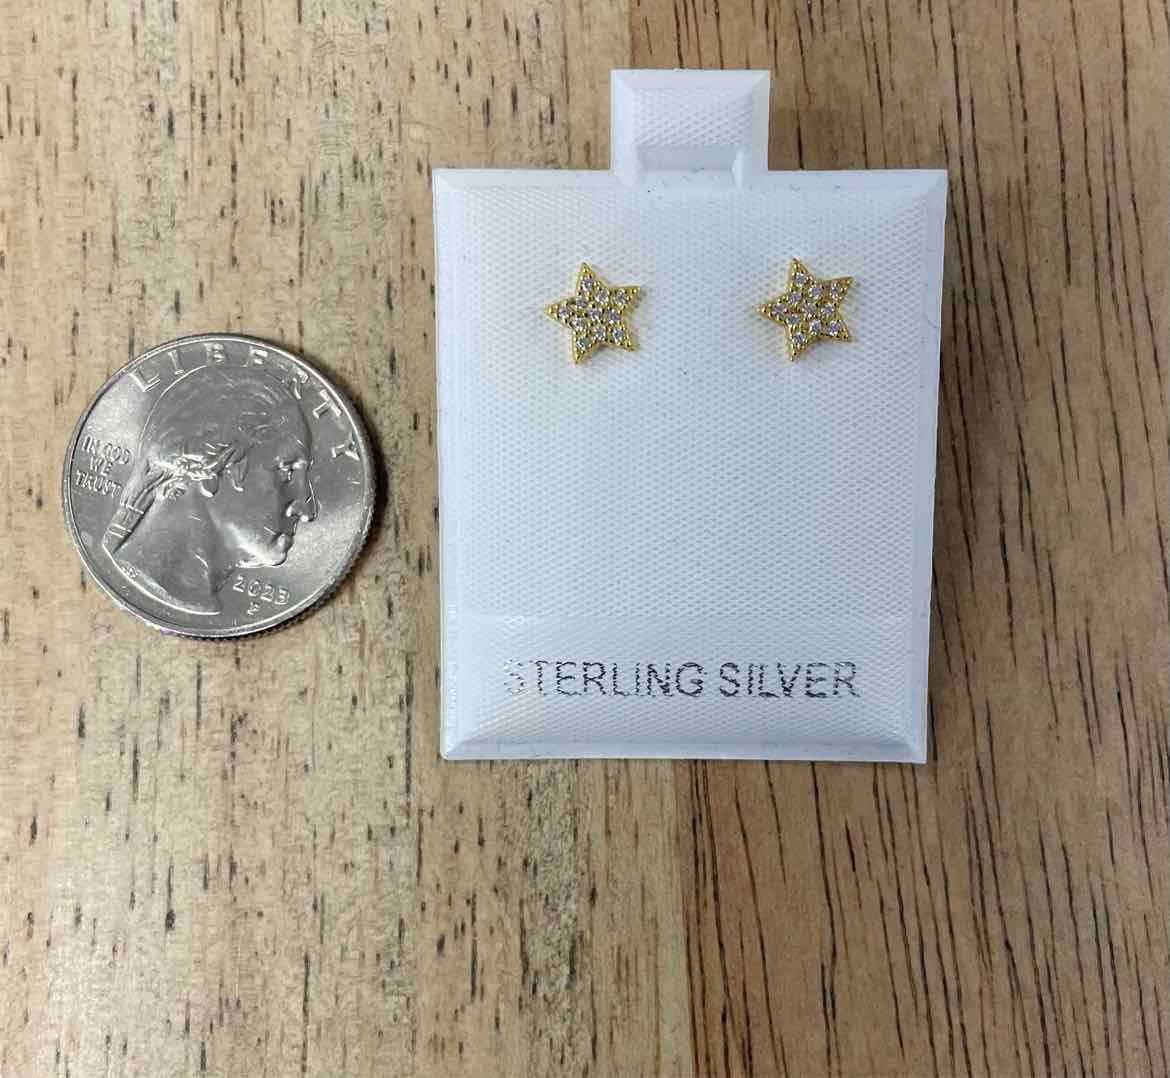 LIBERTY
IN GOD
WE
TRUST
2023
P
STERLING SILVER